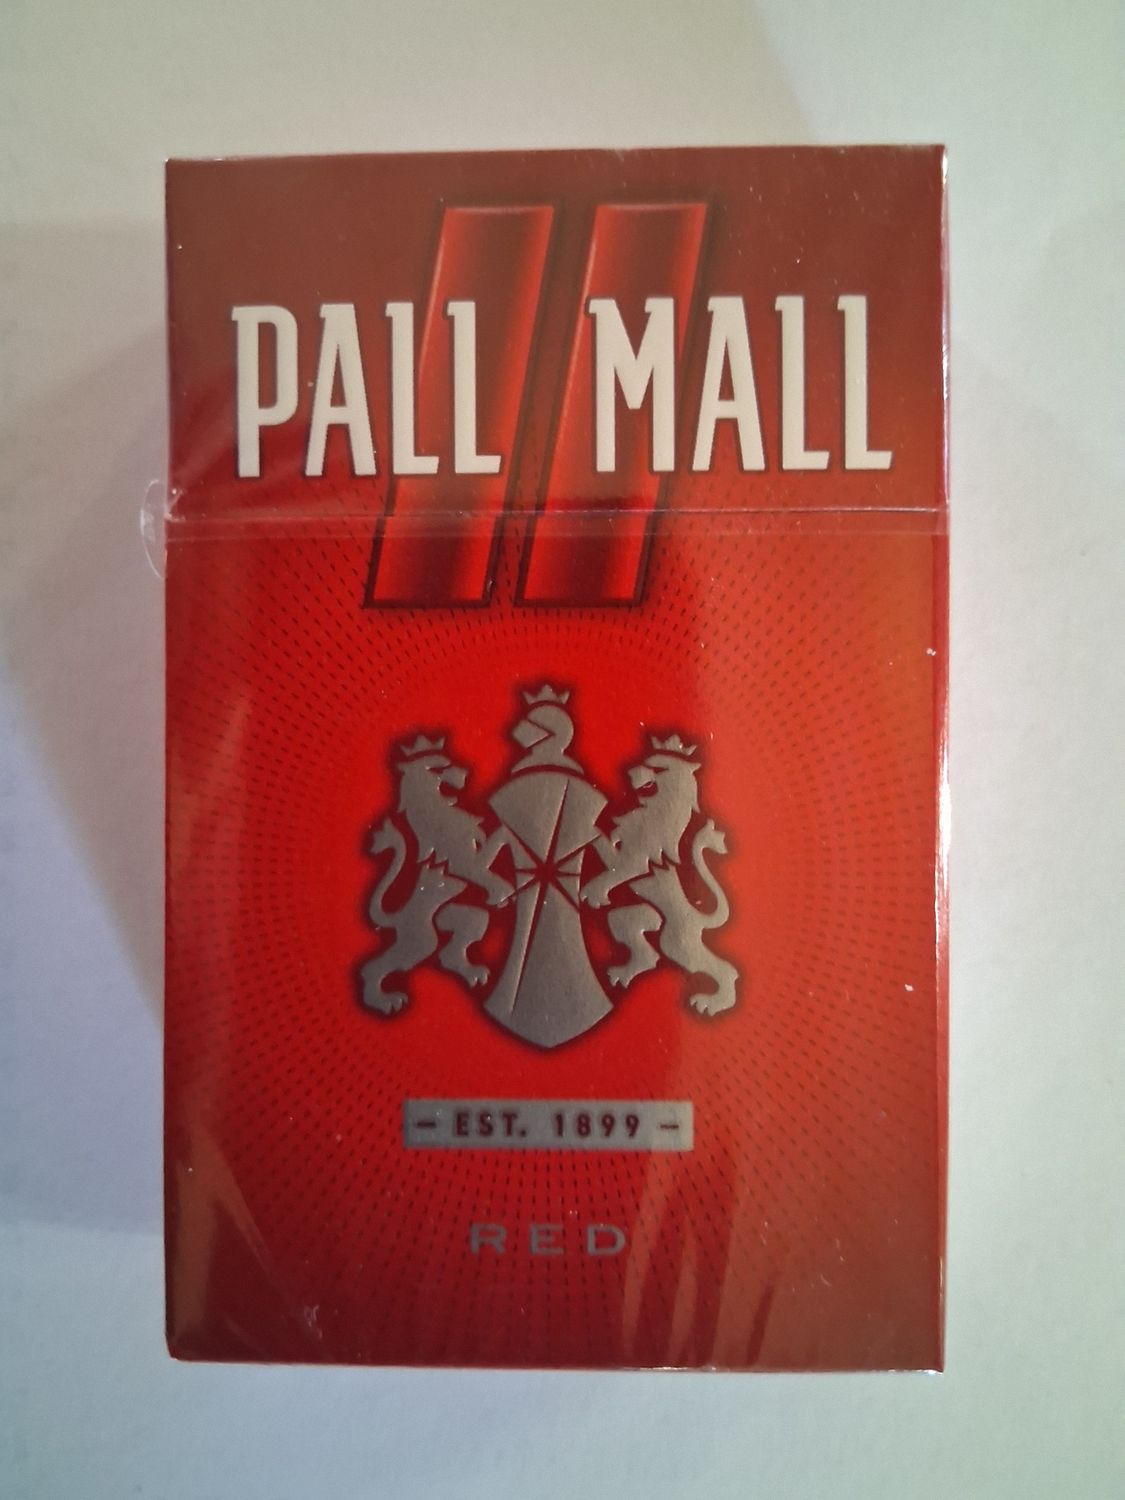 PALL MALL
- EST. 1899 -
RED